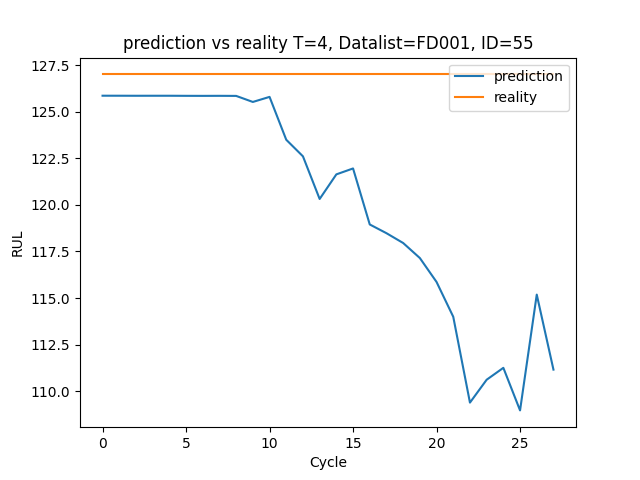 prediction vs reality T=4, Datalist=FD001, ID=55
127.5
125.0
122.5
120.0
117.5
115.0
112.5
110.0
RUL
prediction
reality
0 5 10 15 20 25
Cycle